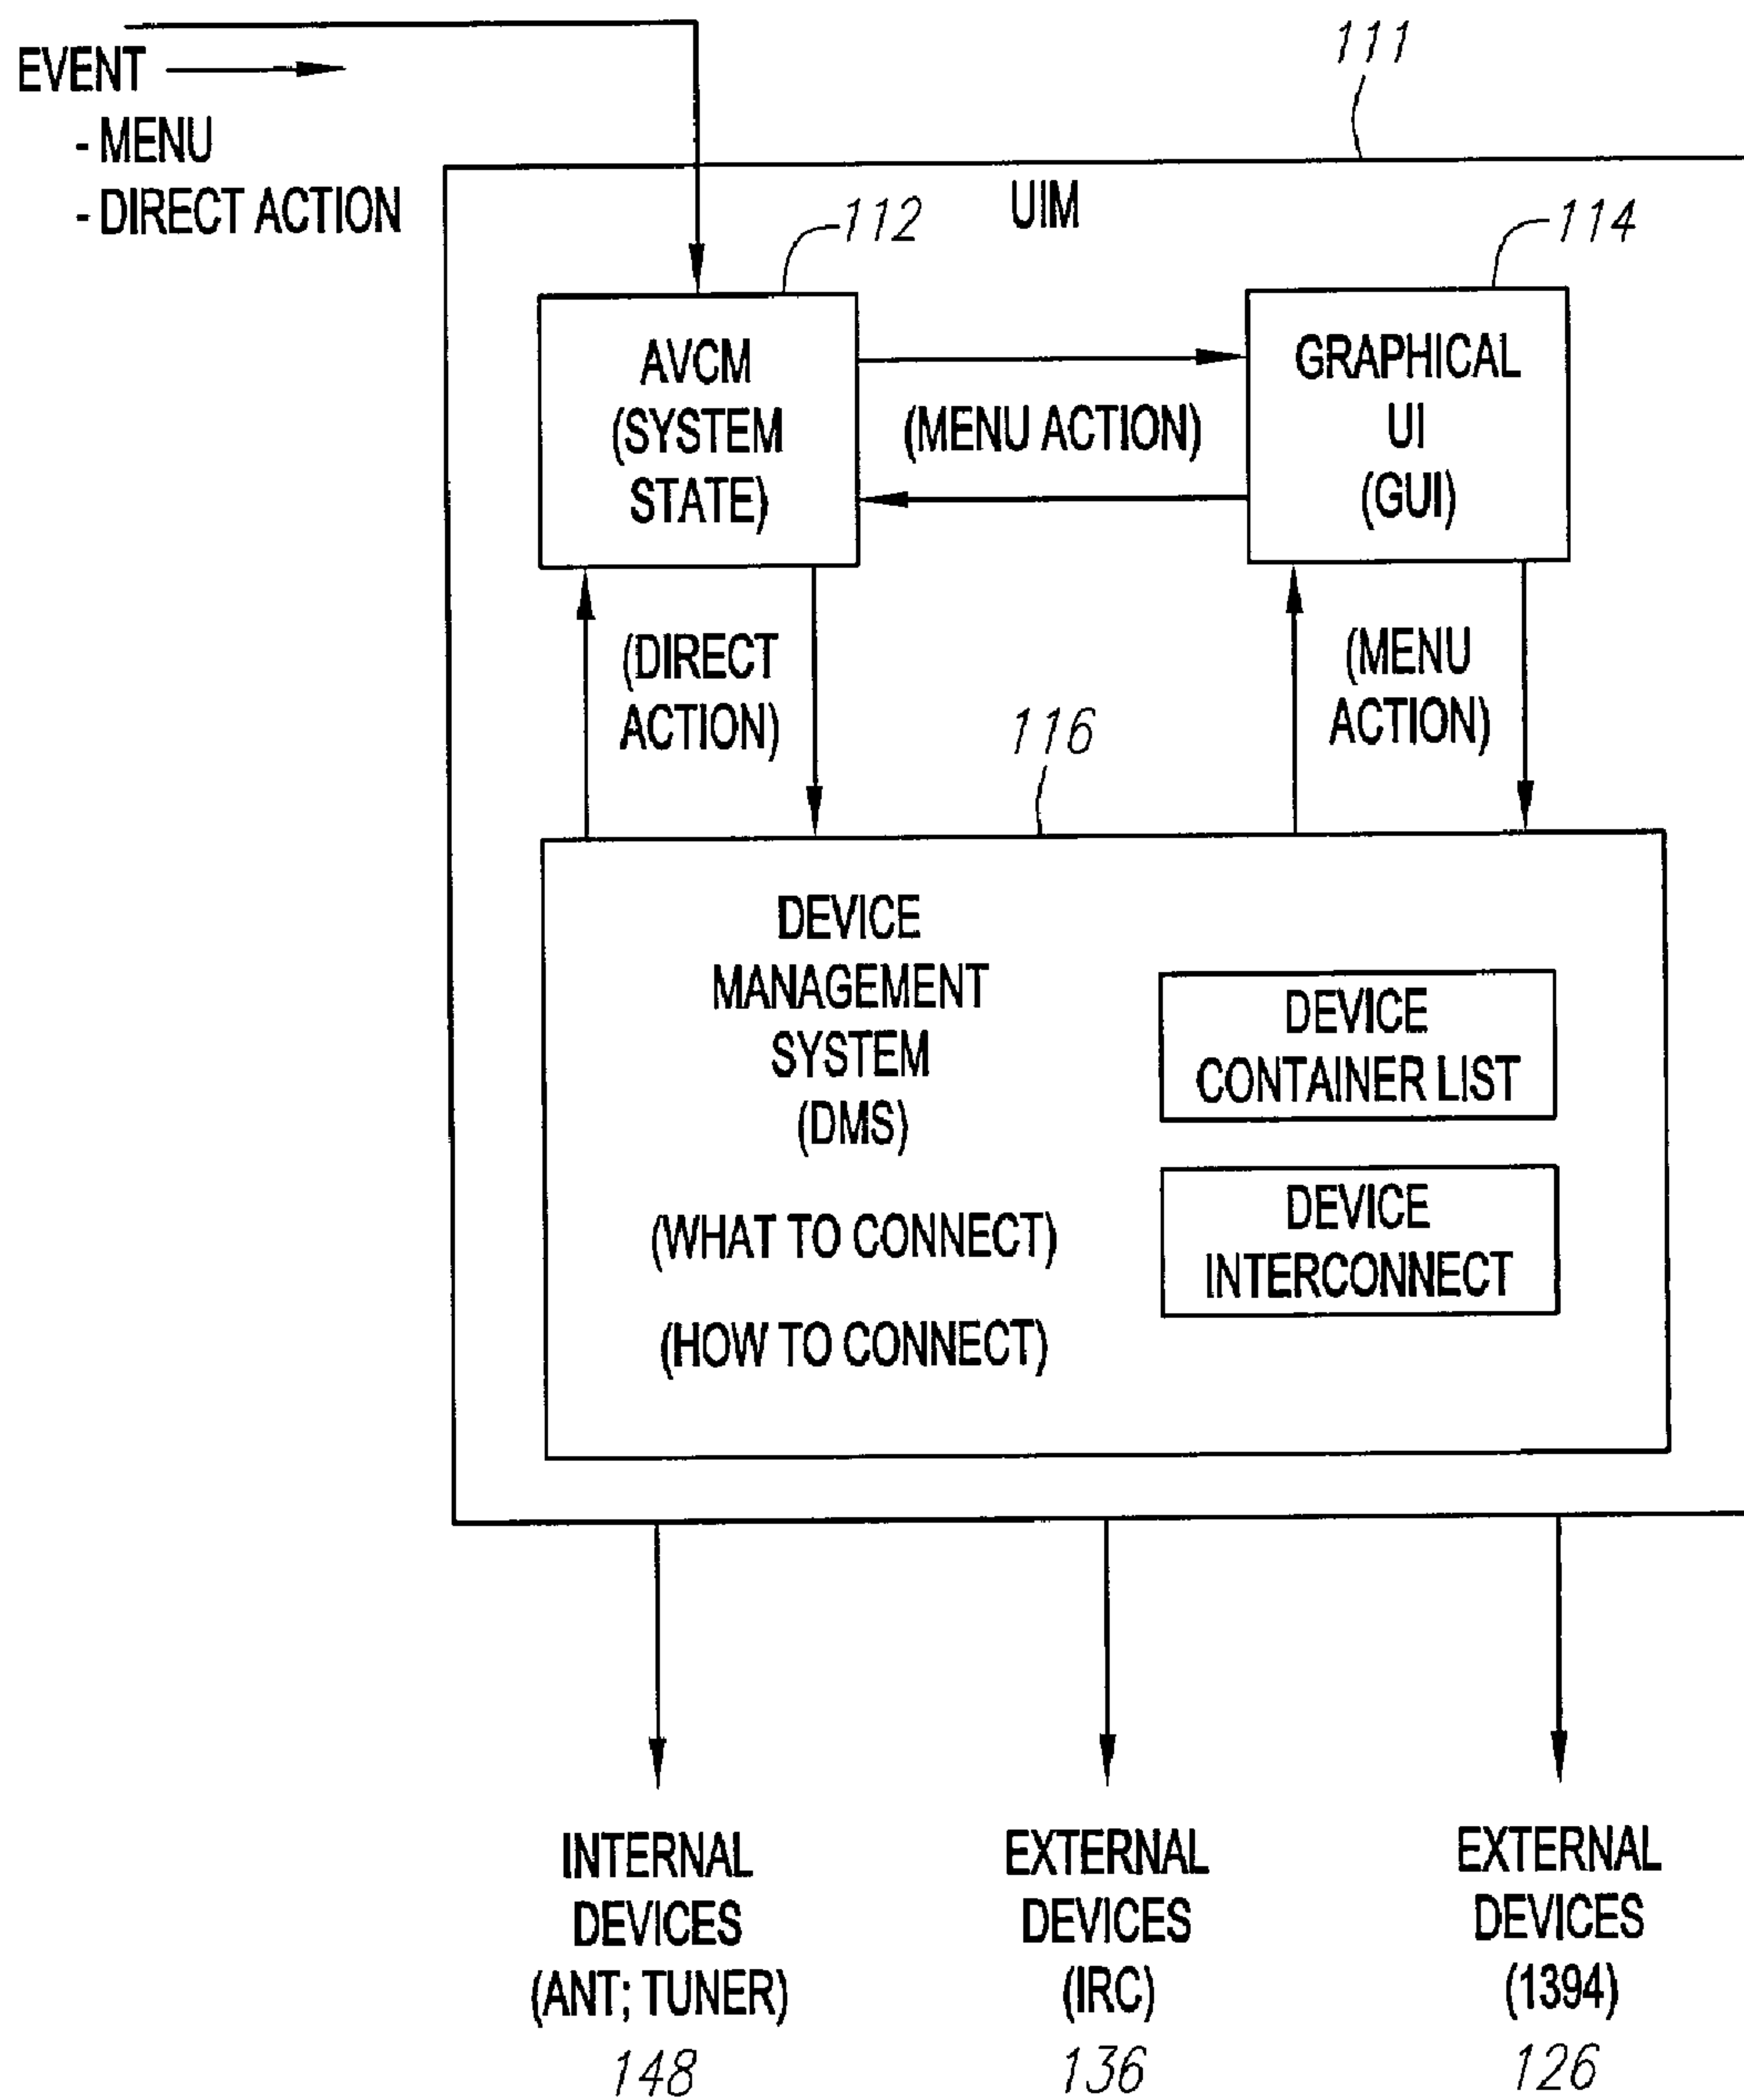 111
EVENT
- MENU
- DIRECT ACTION
UIM
112
114
AVCM
(SYSTEM
STATE)
(MENU ACTION)
GRAPHICAL
UI
(GUI)
(DIRECT
ACTION)
(MENU
ACTION)
116
DEVICE
MANAGEMENT
SYSTEM
(DMS)
(WHAT TO CONNECT)
(HOW TO CONNECT)
DEVICE
CONTAINER LIST
DEVICE
INTERCONNECT
INTERNAL
DEVICES
(ANT; TUNER)
148
EXTERNAL
DEVICES
(IRC)
136
EXTERNAL
DEVICES
(1394)
126